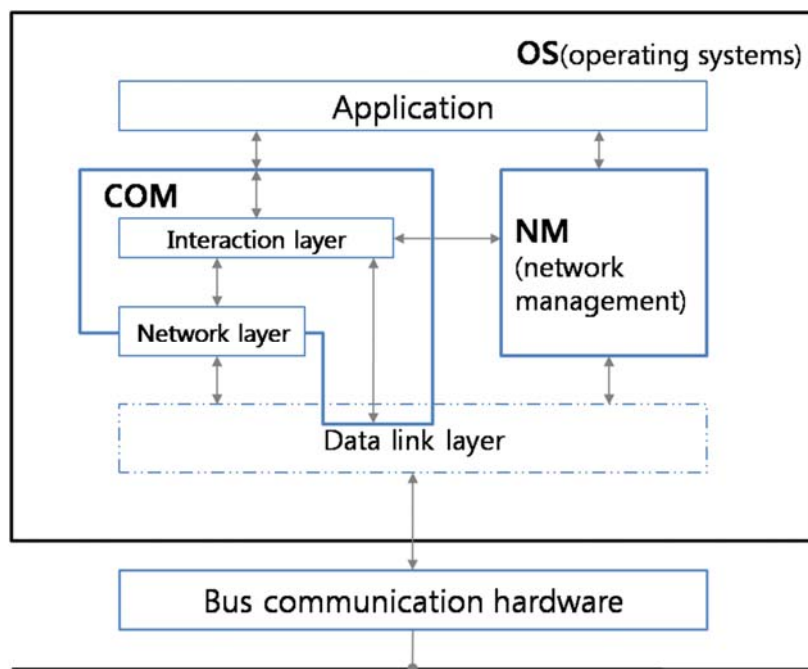 OS(operating systems)
Application
COM
Interaction layer
NM
(network
management)
Network layer
Data link layer
Bus communication hardware